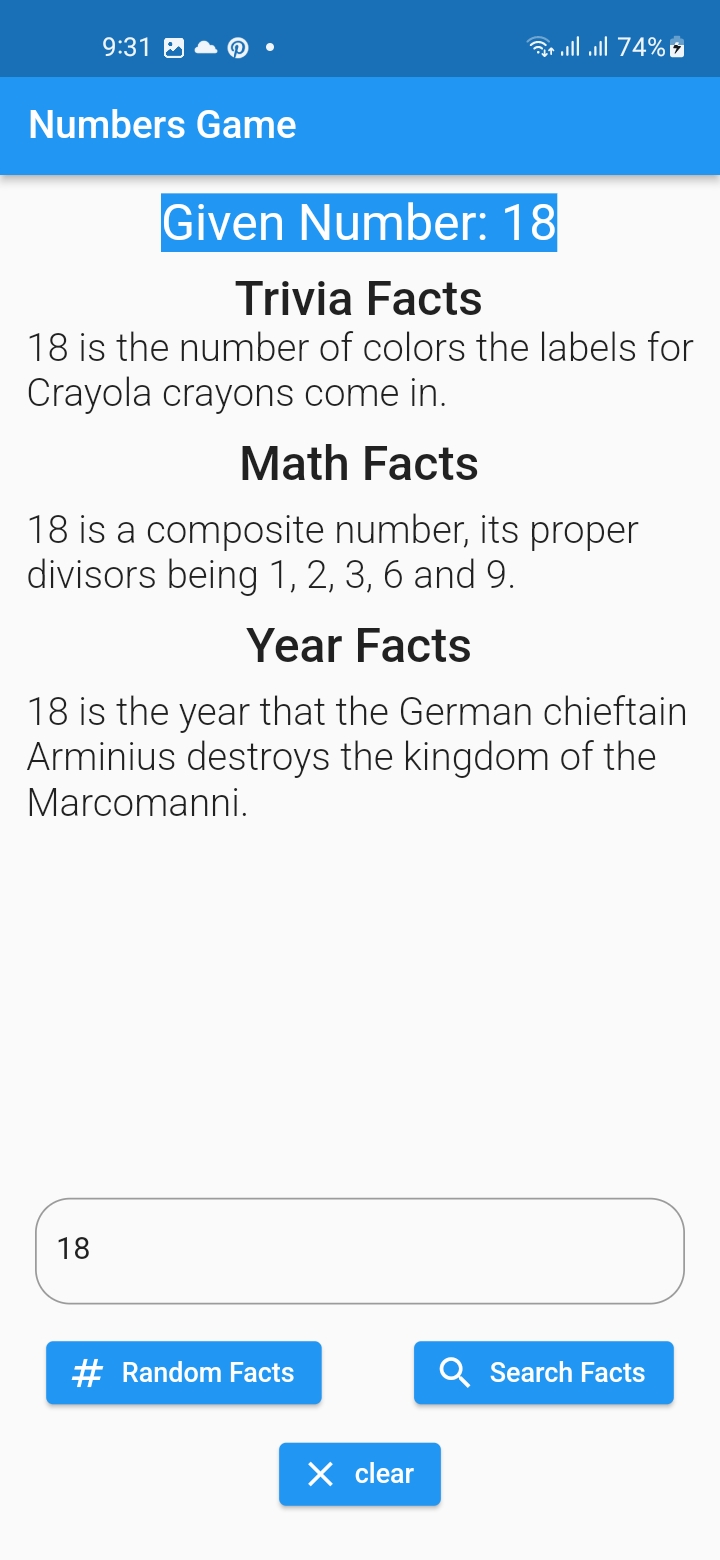 9:31 74%
Numbers Game
Given Number: 18
Trivia Facts
18 is the number of colors the labels for
Crayola crayons come in.
Math Facts
18 is a composite number, its proper
divisors being 1, 2, 3, 6 and 9.
Year Facts
18 is the year that the German chieftain
Arminius destroys the kingdom of the
Marcomanni.
18
# Random Facts Search Facts
clear